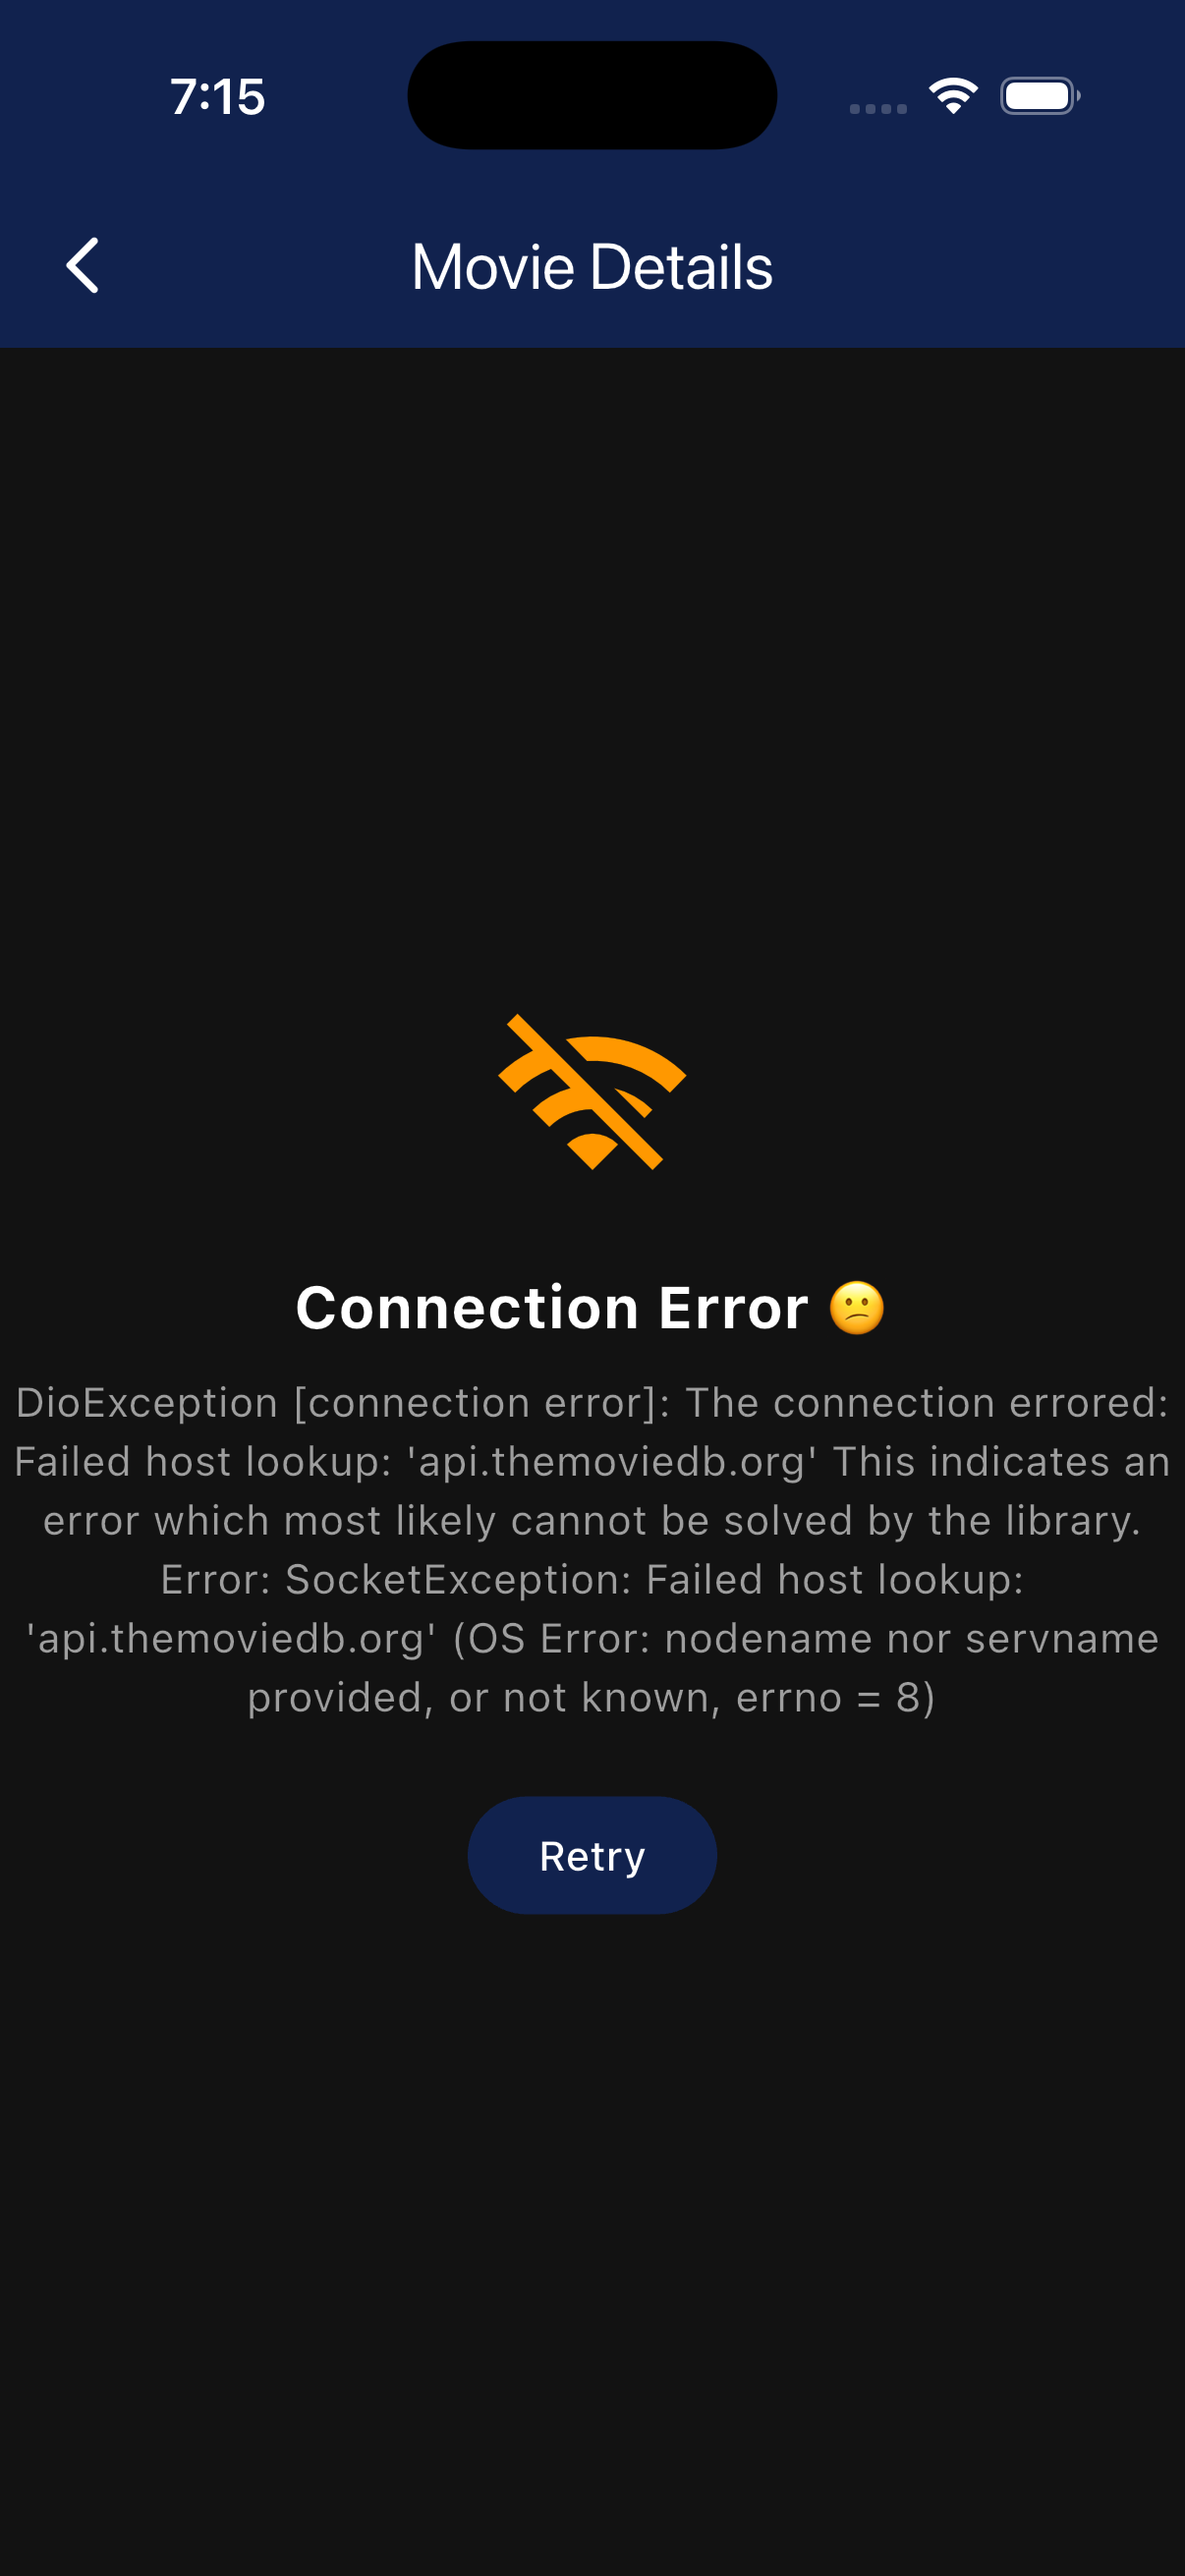 7:15
Movie Details
Connection Error 😕
DioException [connection error]: The connection errored:
Failed host lookup: 'api.themoviedb.org' This indicates an
error which most likely cannot be solved by the library.
Error: SocketException: Failed host lookup:
'api.themoviedb.org' (OS Error: nodename nor servname
provided, or not known, errno = 8)
Retry